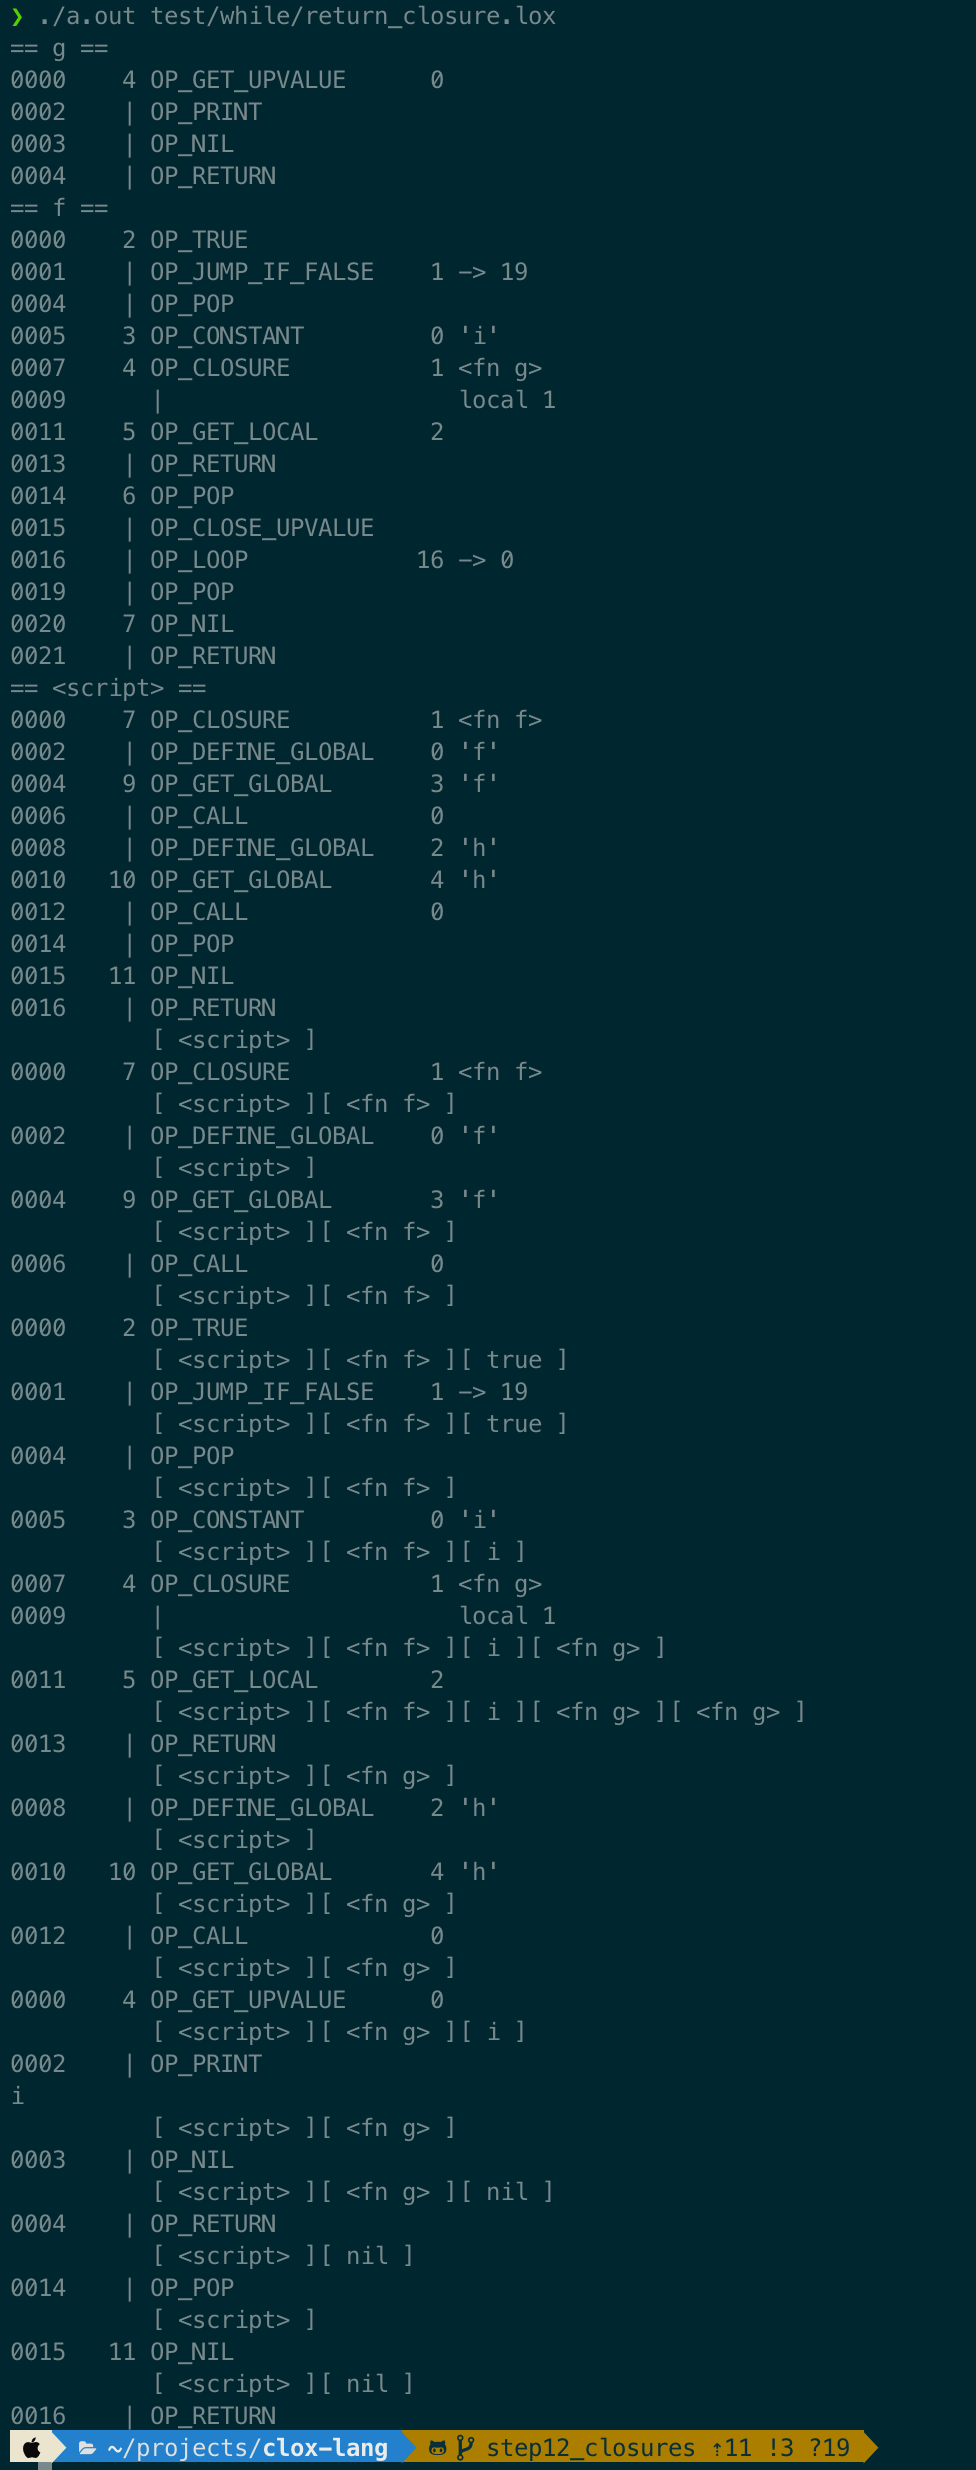 ❯ ./a.out test/while/return_closure.lox
== g ==
0000    4 OP_GET_UPVALUE      0
0002    | OP_PRINT
0003    | OP_NIL
0004    | OP_RETURN
== f ==
0000    2 OP_TRUE
0001    | OP_JUMP_IF_FALSE    1 -> 19
0004    | OP_POP
0005    3 OP_CONSTANT         0 'i'
0007    4 OP_CLOSURE          1 <fn g>
0009      |                     local 1
0011    5 OP_GET_LOCAL        2
0013    | OP_RETURN
0014    6 OP_POP
0015    | OP_CLOSE_UPVALUE
0016    | OP_LOOP            16 -> 0
0019    | OP_POP
0020    7 OP_NIL
0021    | OP_RETURN
== <script> ==
0000    7 OP_CLOSURE          1 <fn f>
0002    | OP_DEFINE_GLOBAL    0 'f'
0004    9 OP_GET_GLOBAL       3 'f'
0006    | OP_CALL             0
0008    | OP_DEFINE_GLOBAL    2 'h'
0010   10 OP_GET_GLOBAL       4 'h'
0012    | OP_CALL             0
0014    | OP_POP
0015   11 OP_NIL
0016    | OP_RETURN
          [ <script> ]
0000    7 OP_CLOSURE          1 <fn f>
          [ <script> ][ <fn f> ]
0002    | OP_DEFINE_GLOBAL    0 'f'
          [ <script> ]
0004    9 OP_GET_GLOBAL       3 'f'
          [ <script> ][ <fn f> ]
0006    | OP_CALL             0
          [ <script> ][ <fn f> ]
0000    2 OP_TRUE
          [ <script> ][ <fn f> ][ true ]
0001    | OP_JUMP_IF_FALSE    1 -> 19
          [ <script> ][ <fn f> ][ true ]
0004    | OP_POP
          [ <script> ][ <fn f> ]
0005    3 OP_CONSTANT         0 'i'
          [ <script> ][ <fn f> ][ i ]
0007    4 OP_CLOSURE          1 <fn g>
0009      |                     local 1
          [ <script> ][ <fn f> ][ i ][ <fn g> ]
0011    5 OP_GET_LOCAL        2
          [ <script> ][ <fn f> ][ i ][ <fn g> ][ <fn g> ]
0013    | OP_RETURN
          [ <script> ][ <fn g> ]
0008    | OP_DEFINE_GLOBAL    2 'h'
          [ <script> ]
0010   10 OP_GET_GLOBAL       4 'h'
          [ <script> ][ <fn g> ]
0012    | OP_CALL             0
          [ <script> ][ <fn g> ]
0000    4 OP_GET_UPVALUE      0
          [ <script> ][ <fn g> ][ i ]
0002    | OP_PRINT
i
          [ <script> ][ <fn g> ]
0003    | OP_NIL
          [ <script> ][ <fn g> ][ nil ]
0004    | OP_RETURN
          [ <script> ][ nil ]
0014    | OP_POP
          [ <script> ]
0015   11 OP_NIL
          [ <script> ][ nil ]
0016    | OP_RETURN
~/projects/clox-lang step12_closures ⇡11 !3 ?19